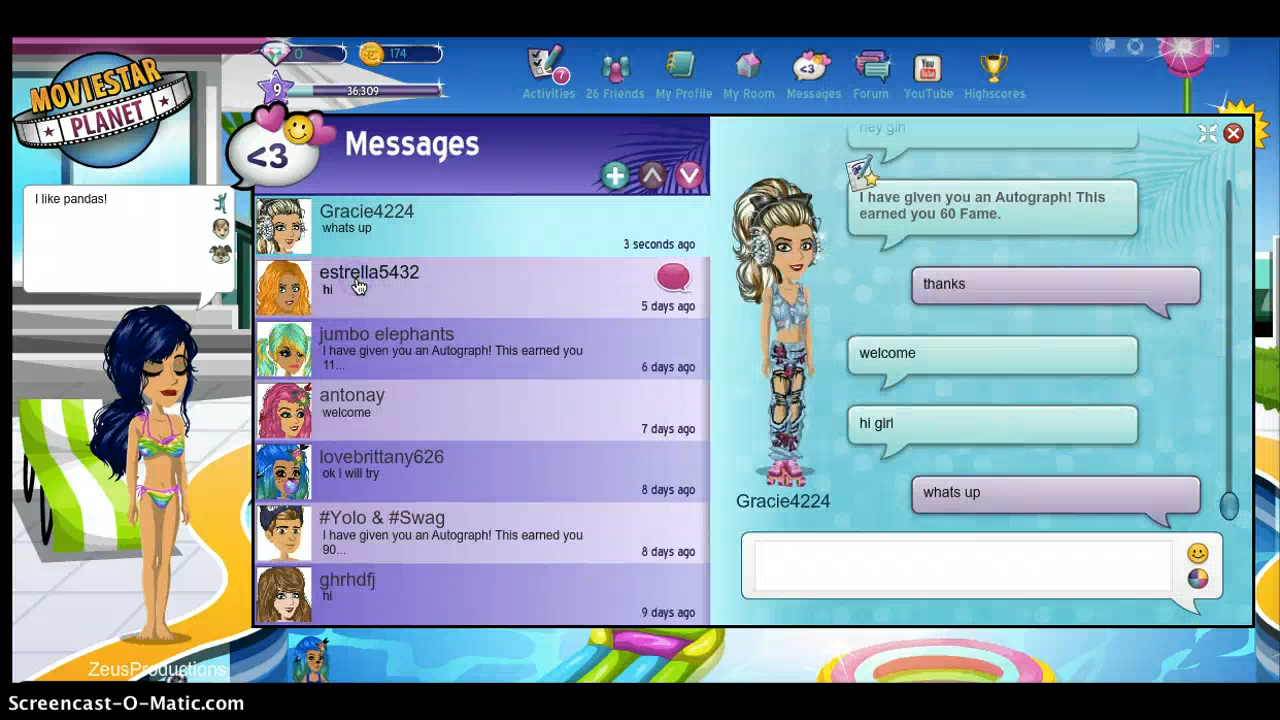 MOVIESTAR
PLANET
0
174
9
36,309
7
Activities
26 Friends
My Profile
My Room
<3
Messages
Forum
You
Tube
YouTube
Highscores
I like pandas!
<3
Messages
Gracie4224
whats up
3 seconds ago
estrella5432
hi
5 days ago
jumbo elephants
I have given you an Autograph! This earned you
11...
6 days ago
antonay
welcome
7 days ago
lovebrittany626
ok I will try
8 days ago
#Yolo & #Swag
I have given you an Autograph! This earned you
90...
8 days ago
ghrhdfj
hi
9 days ago
hey girl
I have given you an Autograph! This
earned you 60 Fame.
thanks
welcome
hi girl
whats up
Gracie4224
ZeusProductions
Screencast-O-Matic.com